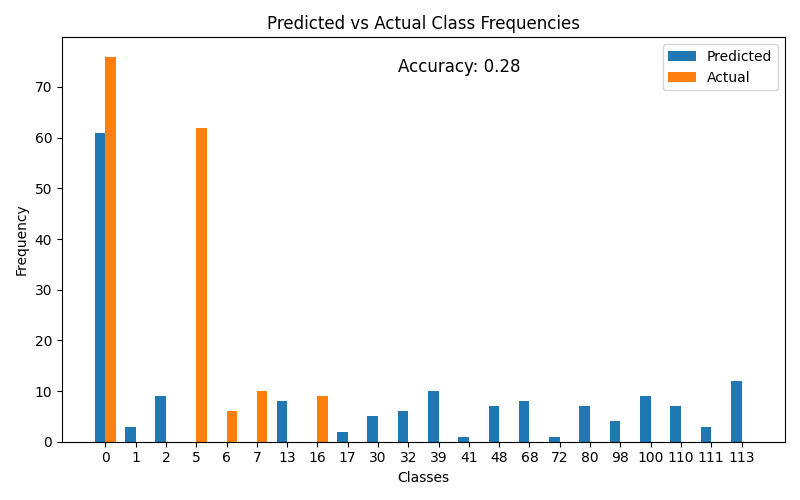 Predicted vs Actual Class Frequencies
Accuracy: 0.28
Predicted
Actual
Frequency
70
60
50
40
30
20
10
0
0 1 2 5 6 7 13 16 17 30 32 39 41 48 68 72 80 98 100 110 111 113
Classes